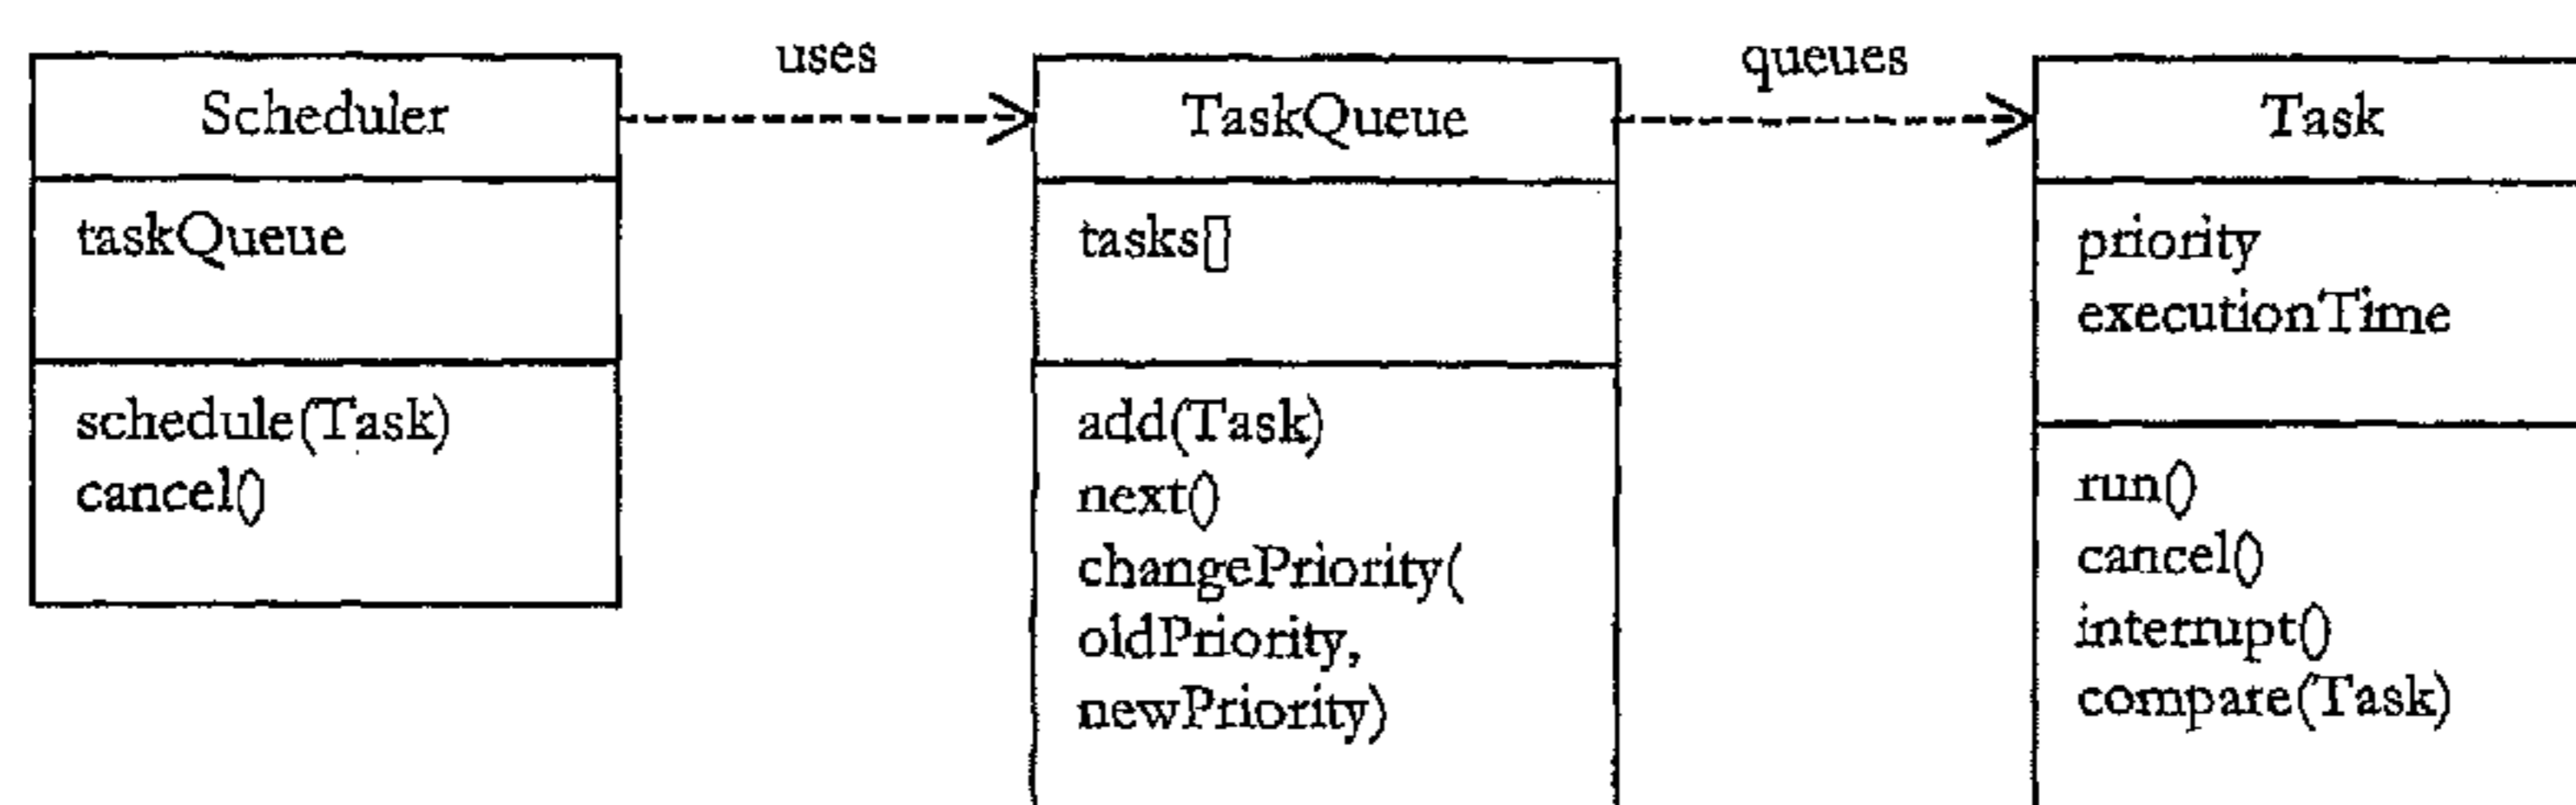 uses
queues
Scheduler
TaskQueue
Task
taskQueue
tasks[]
priority
executionTime
schedule(Task)
cancel()
add(Task)
next()
changePriority(
oldPriority,
newPriority)
run()
cancel()
interrupt()
compare(Task)